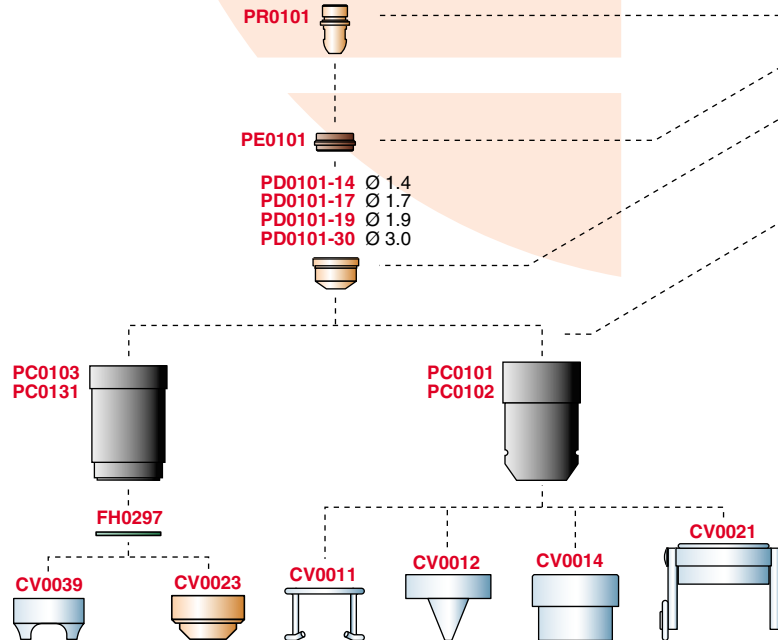 PR0101
PE0101
PD0101-14 Ø 1.4
PD0101-17 Ø 1.7
PD0101-19 Ø 1.9
PD0101-30 Ø 3.0
PC0103
PC0131
PC0101
PC0102
FH0297
CV0039
CV0023
CV0011
CV0012
CV0014
CV0021